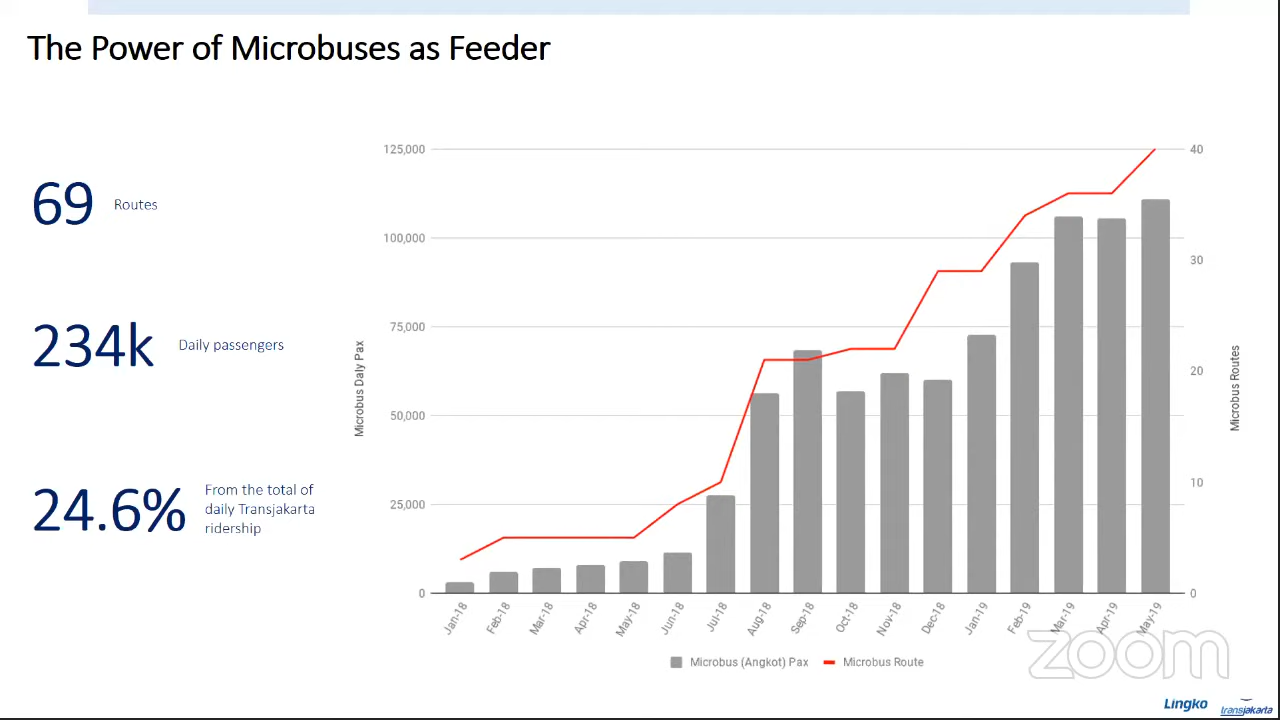 The Power of Microbuses as Feeder
69 Routes
234k Daily passengers
24.6% From the total of
daily Transjakarta
ridership
Microbus Daly Pax
125,000
100,000
75,000
50,000
25,000
0
40
30
20
10
0
Microbus Routes
Jan-18 Feb-18 Mar-18 Apr-18 May-18 Jun-18 Jul-18 Aug-18 Sep-18 Oct-18 Nov-18 Dec-18 Jan-19 Feb-19 Mar-19 Apr-19 May-19
Microbus (Angkot) Pax Microbus Route
zoom
Lingko transjakarta